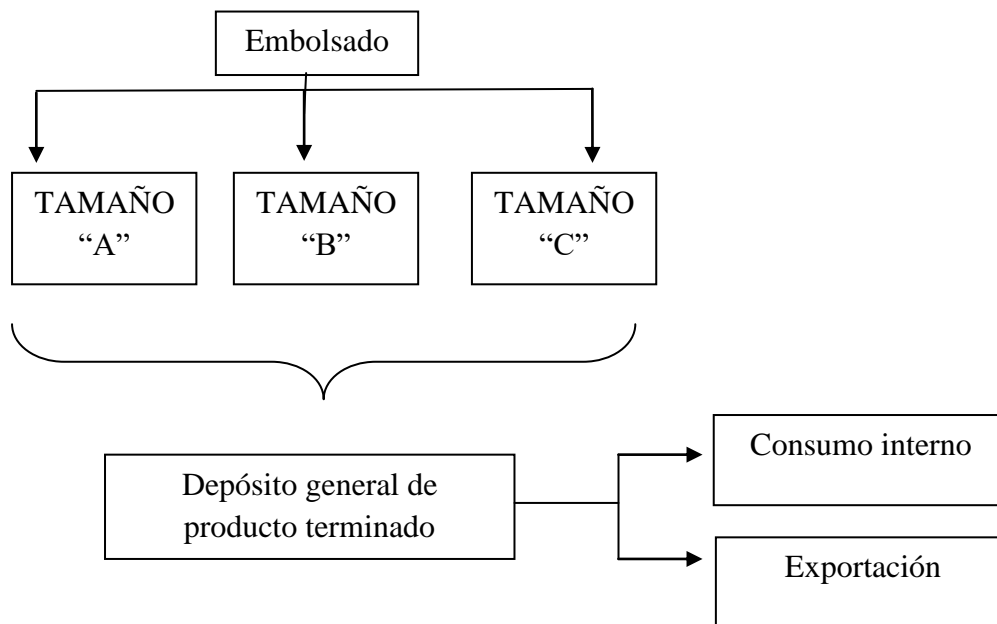 Embolsado
TAMAÑO
“A”
TAMAÑO
“B”
TAMAÑO
“C”
Depósito general de
producto terminado
Consumo interno
Exportación